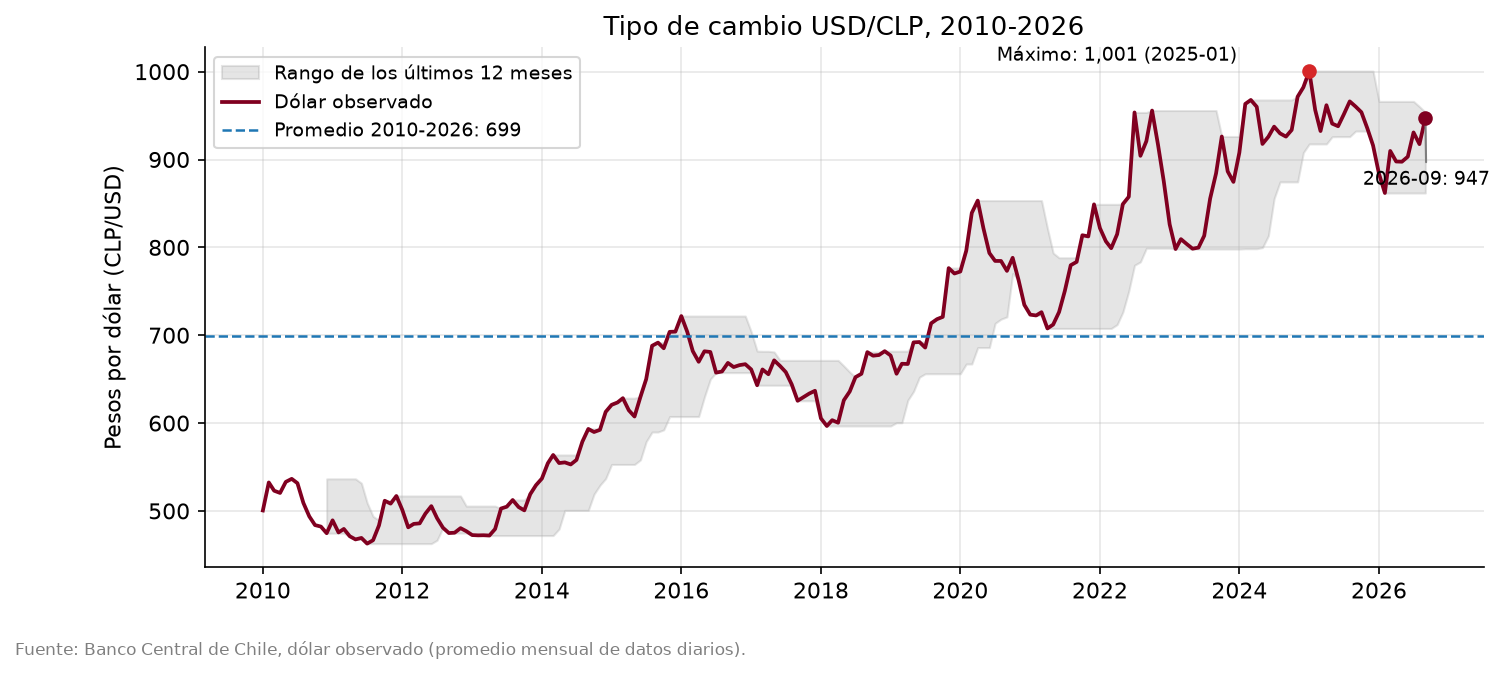 Tipo de cambio USD/CLP, 2010-2026
Máximo: 1,001 (2025-01)
Rango de los últimos 12 meses
Dólar observado
Promedio 2010-2026: 699
Pesos por dólar (CLP/USD)
1000
900
800
700
600
500
2026-09: 947
2010 2012 2014 2016 2018 2020 2022 2024 2026
Fuente: Banco Central de Chile, dólar observado (promedio mensual de datos diarios).